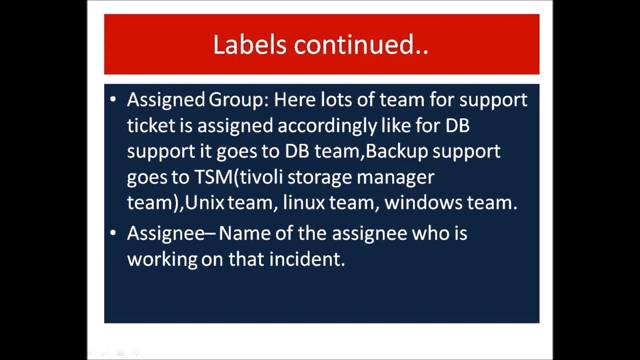 Labels continued..
• Assigned Group: Here lots of team for support
ticket is assigned accordingly like for DB
support it goes to DB team,Backup support
goes to TSM(tivoli storage manager
team),Unix team, linux team, windows team.
• Assignee– Name of the assignee who is
working on that incident.